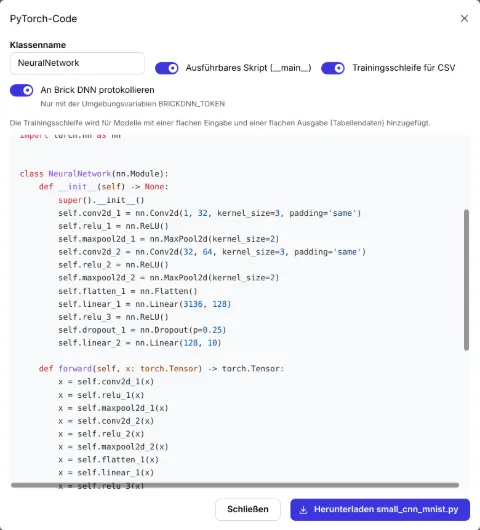 PyTorch-Code
Klassenname
NeuralNetwork
Ausführbares Skript (__main__)
Trainingsschleife für CSV
An Brick DNN protokollieren
Nur mit der Umgebungsvariablen BRICKDNN_TOKEN
Die Trainingsschleife wird für Modelle mit einer flachen Eingabe und einer flachen Ausgabe (Tabellendaten) hinzugefügt.
import torch.nn as nn
class NeuralNetwork(nn.Module):
    def __init__(self) -> None:
        super().__init__()
        self.conv2d_1 = nn.Conv2d(1, 32, kernel_size=3, padding='same')
        self.relu_1 = nn.ReLU()
        self.maxpool2d_1 = nn.MaxPool2d(kernel_size=2)
        self.conv2d_2 = nn.Conv2d(32, 64, kernel_size=3, padding='same')
        self.relu_2 = nn.ReLU()
        self.maxpool2d_2 = nn.MaxPool2d(kernel_size=2)
        self.flatten_1 = nn.Flatten()
        self.linear_1 = nn.Linear(3136, 128)
        self.relu_3 = nn.ReLU()
        self.dropout_1 = nn.Dropout(p=0.25)
        self.linear_2 = nn.Linear(128, 10)
    def forward(self, x: torch.Tensor) -> torch.Tensor:
        x = self.conv2d_1(x)
        x = self.relu_1(x)
        x = self.maxpool2d_1(x)
        x = self.conv2d_2(x)
        x = self.relu_2(x)
        x = self.maxpool2d_2(x)
        x = self.flatten_1(x)
        x = self.linear_1(x)
        x = self.relu_3(x)
Schließen
Herunterladen small_cnn_mnist.py